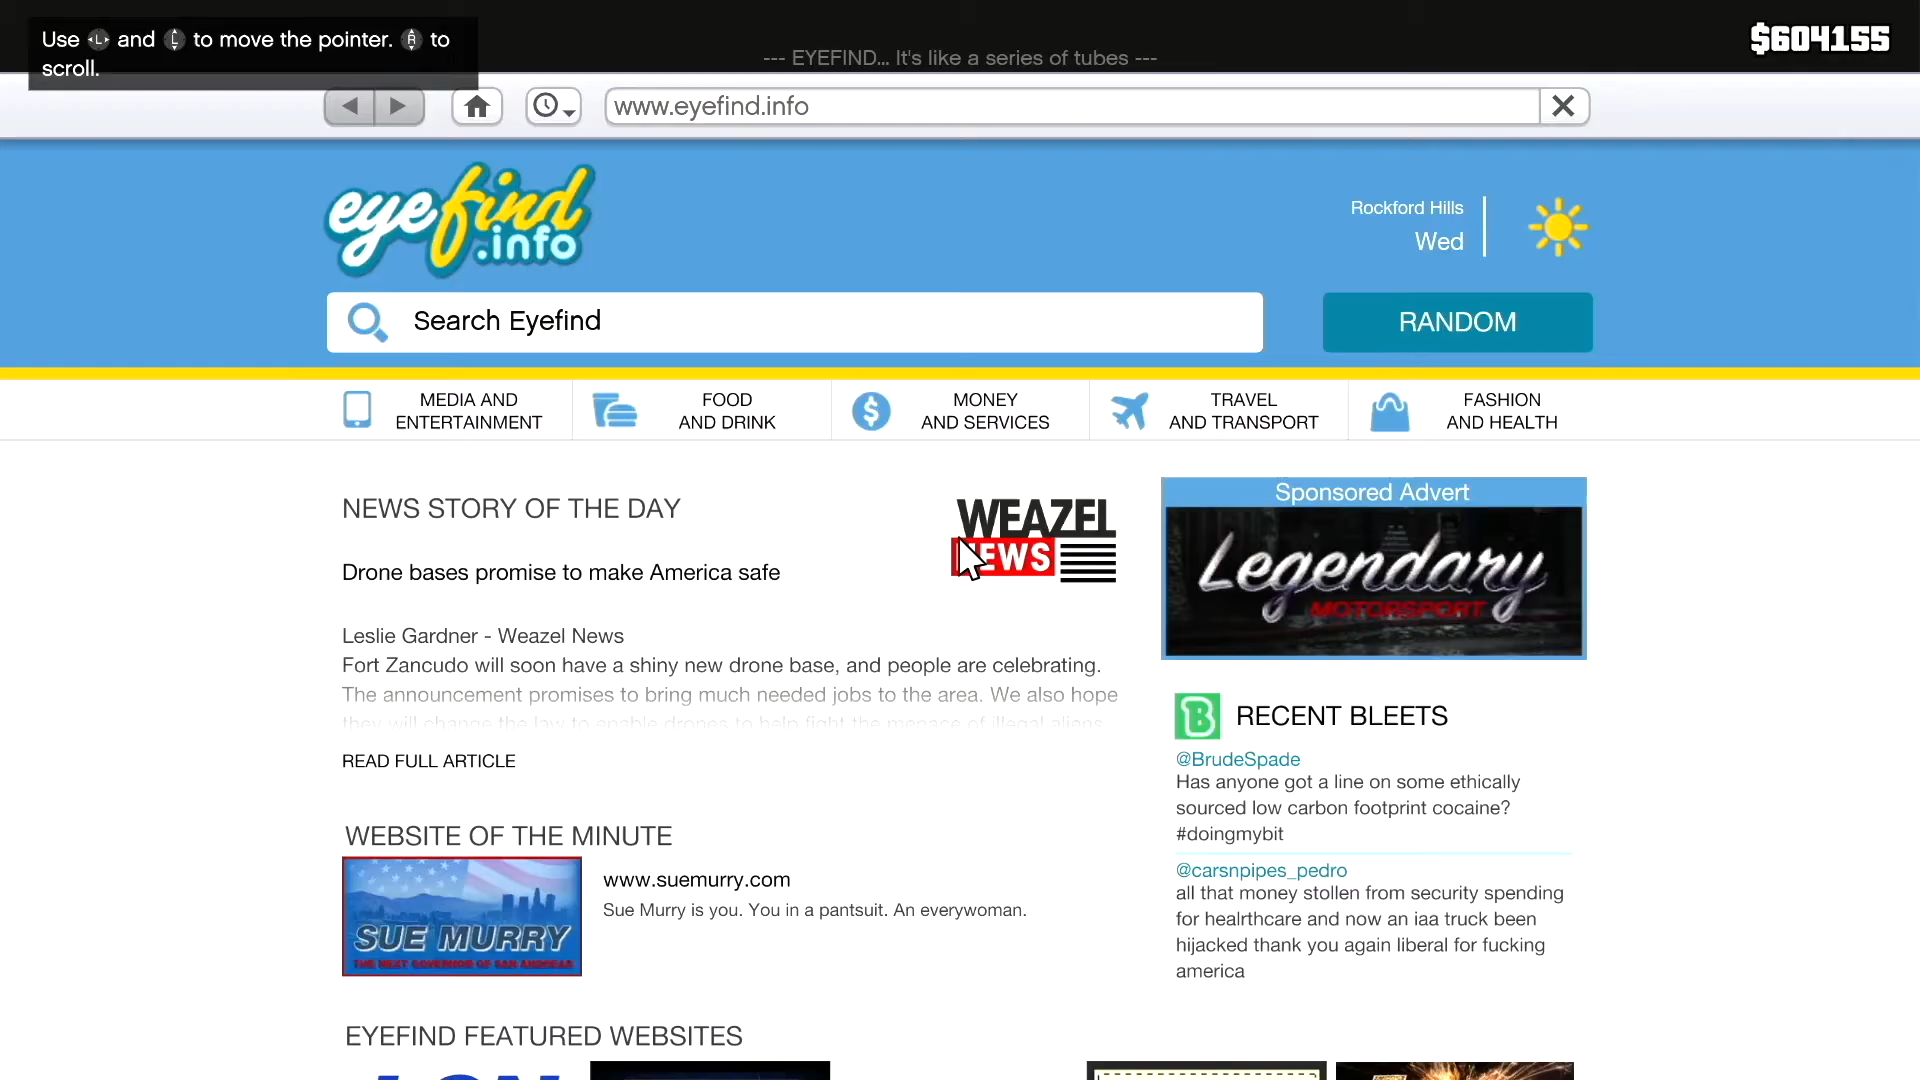 Use L and L to move the pointer. R to
scroll.
--- EYEFIND... It's like a series of tubes ---
$604155
www.eyefind.info
eyefind
.info
Rockford Hills
Wed
Search Eyefind
RANDOM
MEDIA AND
ENTERTAINMENT
FOOD
AND DRINK
MONEY
AND SERVICES
TRAVEL
AND TRANSPORT
FASHION
AND HEALTH
NEWS STORY OF THE DAY
WEAZEL
NEWS
Drone bases promise to make America safe
Leslie Gardner - Weazel News
Fort Zancudo will soon have a shiny new drone base, and people are celebrating.
The announcement promises to bring much needed jobs to the area. We also hope
they will change the law to enable drones to help fight the menace of illegal aliens
READ FULL ARTICLE
Sponsored Advert
Legendary
MOTORSPORT
B RECENT BLEETS
@BrudeSpade
Has anyone got a line on some ethically
sourced low carbon footprint cocaine?
#doingmybit
@carsnpipes_pedro
all that money stollen from security spending
for healrthcare and now an iaa truck been
hijacked thank you again liberal for fucking
america
WEBSITE OF THE MINUTE
SUE MURRY
THE NEXT GOVERNOR OF SAN ANDREAS
www.suemurry.com
Sue Murry is you. You in a pantsuit. An everywoman.
EYEFIND FEATURED WEBSITES